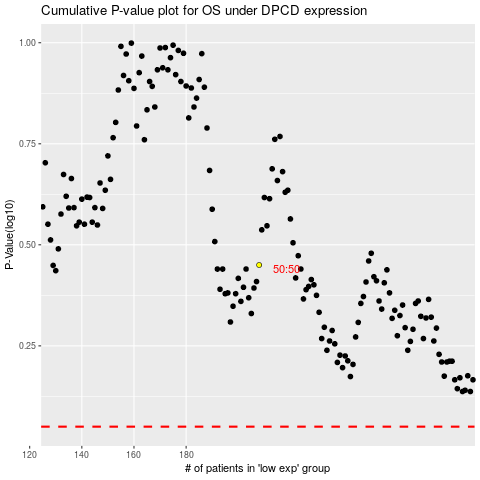 Cumulative P-value plot for OS under DPCD expression
P-Value(log10)
1.00
0.75
0.50
0.25
50:50
120 140 160 180
# of patients in 'low exp' group